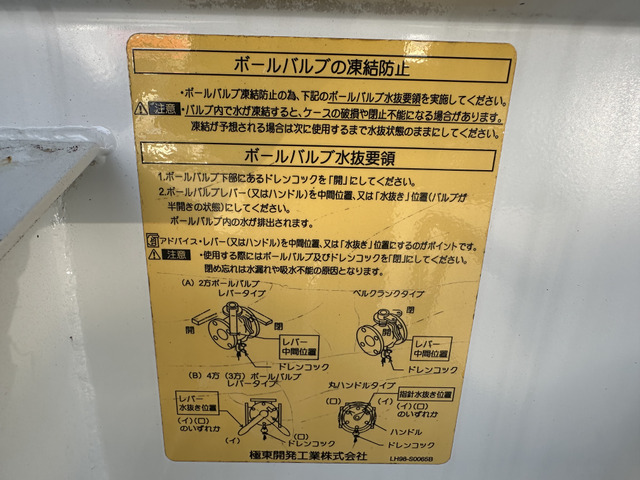 ボールバルブの凍結防止
・ボールバルブ凍結防止の為、下記のボールバルブ水抜要領を実施してください。
注意 ・バルブ内で水が凍結すると、ケースの破損や閉止不能になる場合があります。
凍結が予想される場合は次に使用するまで水抜状態のままにしてください。
ボールバルブ水抜要領
1.ボールバルブ下部にあるドレンコックを「開」にしてください。
2.ボールバルブレバー(又はハンドル)を中間位置、又は「水抜き」位置(バルブが
半開きの状態)にしてください。
ボールバルブ内の水が排出されます。
アドバイス・レバー(又はハンドル)を中間位置、又は「水抜き」位置にするのがポイントです。
注意 ・使用する際にはボールバルブ及びドレンコックを「閉」にしてください。
閉め忘れは水漏れや吸水不能の原因となります。
(A) 2方ボールバルブ
レバータイプ
ベルクランクタイプ
開
閉
閉
開
レバー
中間位置
レバー
中間位置
ドレンコック
ドレンコック
(B) 4方(3方)ボールバルブ
レバータイプ
丸ハンドルタイプ
レバー
水抜き位置
指針水抜き位置
(イ)(ロ)
のいずれか
(イ)
(ロ)
ドレンコック
(ロ)
(イ)
(イ)(ロ)
のいずれか
ハンドル
ドレンコック
極東開発工業株式会社
LH98-S0065B